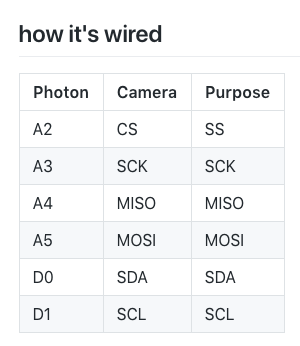 how it's wired
Photon Camera Purpose
A2 CS SS
A3 SCK SCK
A4 MISO MISO
A5 MOSI MOSI
D0 SDA SDA
D1 SCL SCL